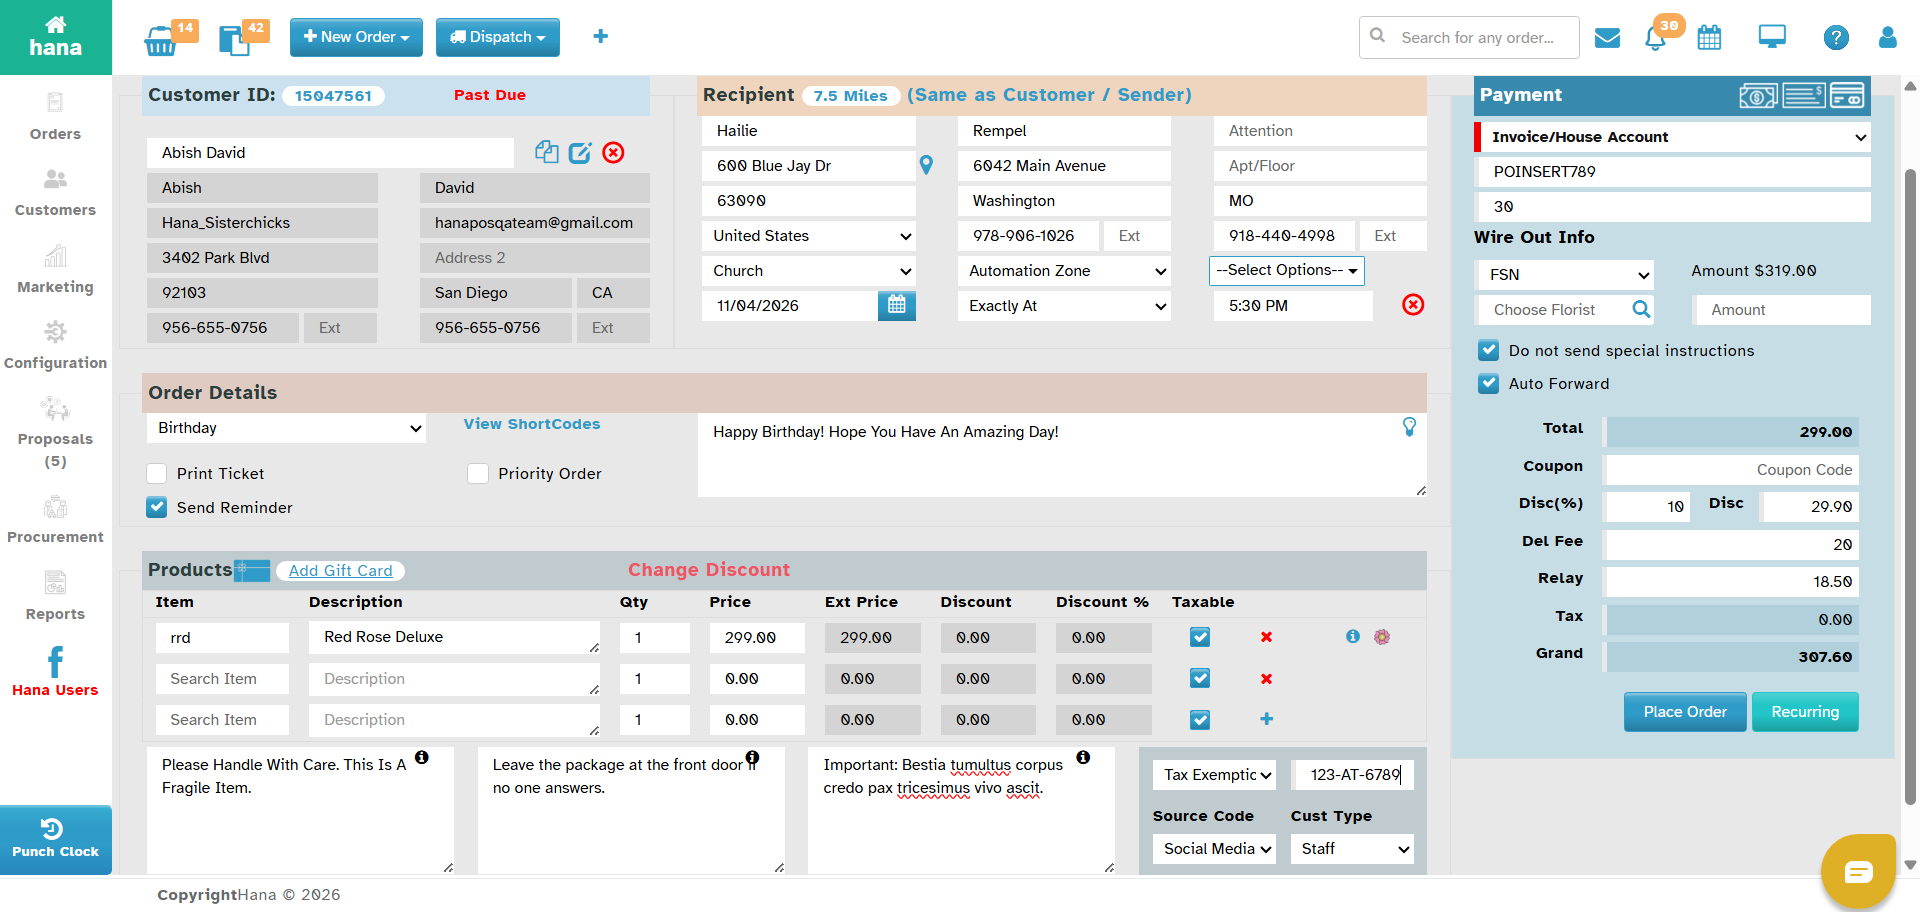 hana
14
42
New Order
Dispatch
Search for any order...
30
Orders
Customers
Marketing
Configuration
Proposals
(5)
Procurement
Reports
Hana Users
Punch Clock
Customer ID: 15047561 Past Due
Abish David
Abish David
Hana_Sisterchicks hanaposqateam@gmail.com
3402 Park Blvd Address 2
92103 San Diego CA
956-655-0756 Ext 956-655-0756 Ext
Recipient 7.5 Miles (Same as Customer / Sender)
Hailie Rempel Attention
600 Blue Jay Dr 6042 Main Avenue Apt/Floor
63090 Washington MO
United States 978-906-1026 Ext 918-440-4998 Ext
Church Automation Zone --Select Options--
11/04/2026 Exactly At 5:30 PM
Order Details
Birthday View ShortCodes Happy Birthday! Hope You Have An Amazing Day!
Print Ticket Priority Order
Send Reminder
Products Add Gift Card Change Discount
Item Description Qty Price Ext Price Discount Discount % Taxable
rrd Red Rose Deluxe 1 299.00 299.00 0.00 0.00
Search Item Description 1 0.00 0.00 0.00 0.00
Search Item Description 1 0.00 0.00 0.00 0.00
Please Handle With Care. This Is A
Fragile Item.
Leave the package at the front door if
no one answers.
Important: Bestia tumultus corpus
credo pax tricesimus vivo ascit.
Tax Exemptic 123-AT-6789
Source Code Cust Type
Social Media Staff
Payment
Invoice/House Account
POINSERT789
30
Wire Out Info
FSN Amount $319.00
Choose Florist Amount
Do not send special instructions
Auto Forward
Total 299.00
Coupon Coupon Code
Disc(%) 10 Disc 29.90
Del Fee 20
Relay 18.50
Tax 0.00
Grand 307.60
Place Order Recurring
CopyrightHana © 2026